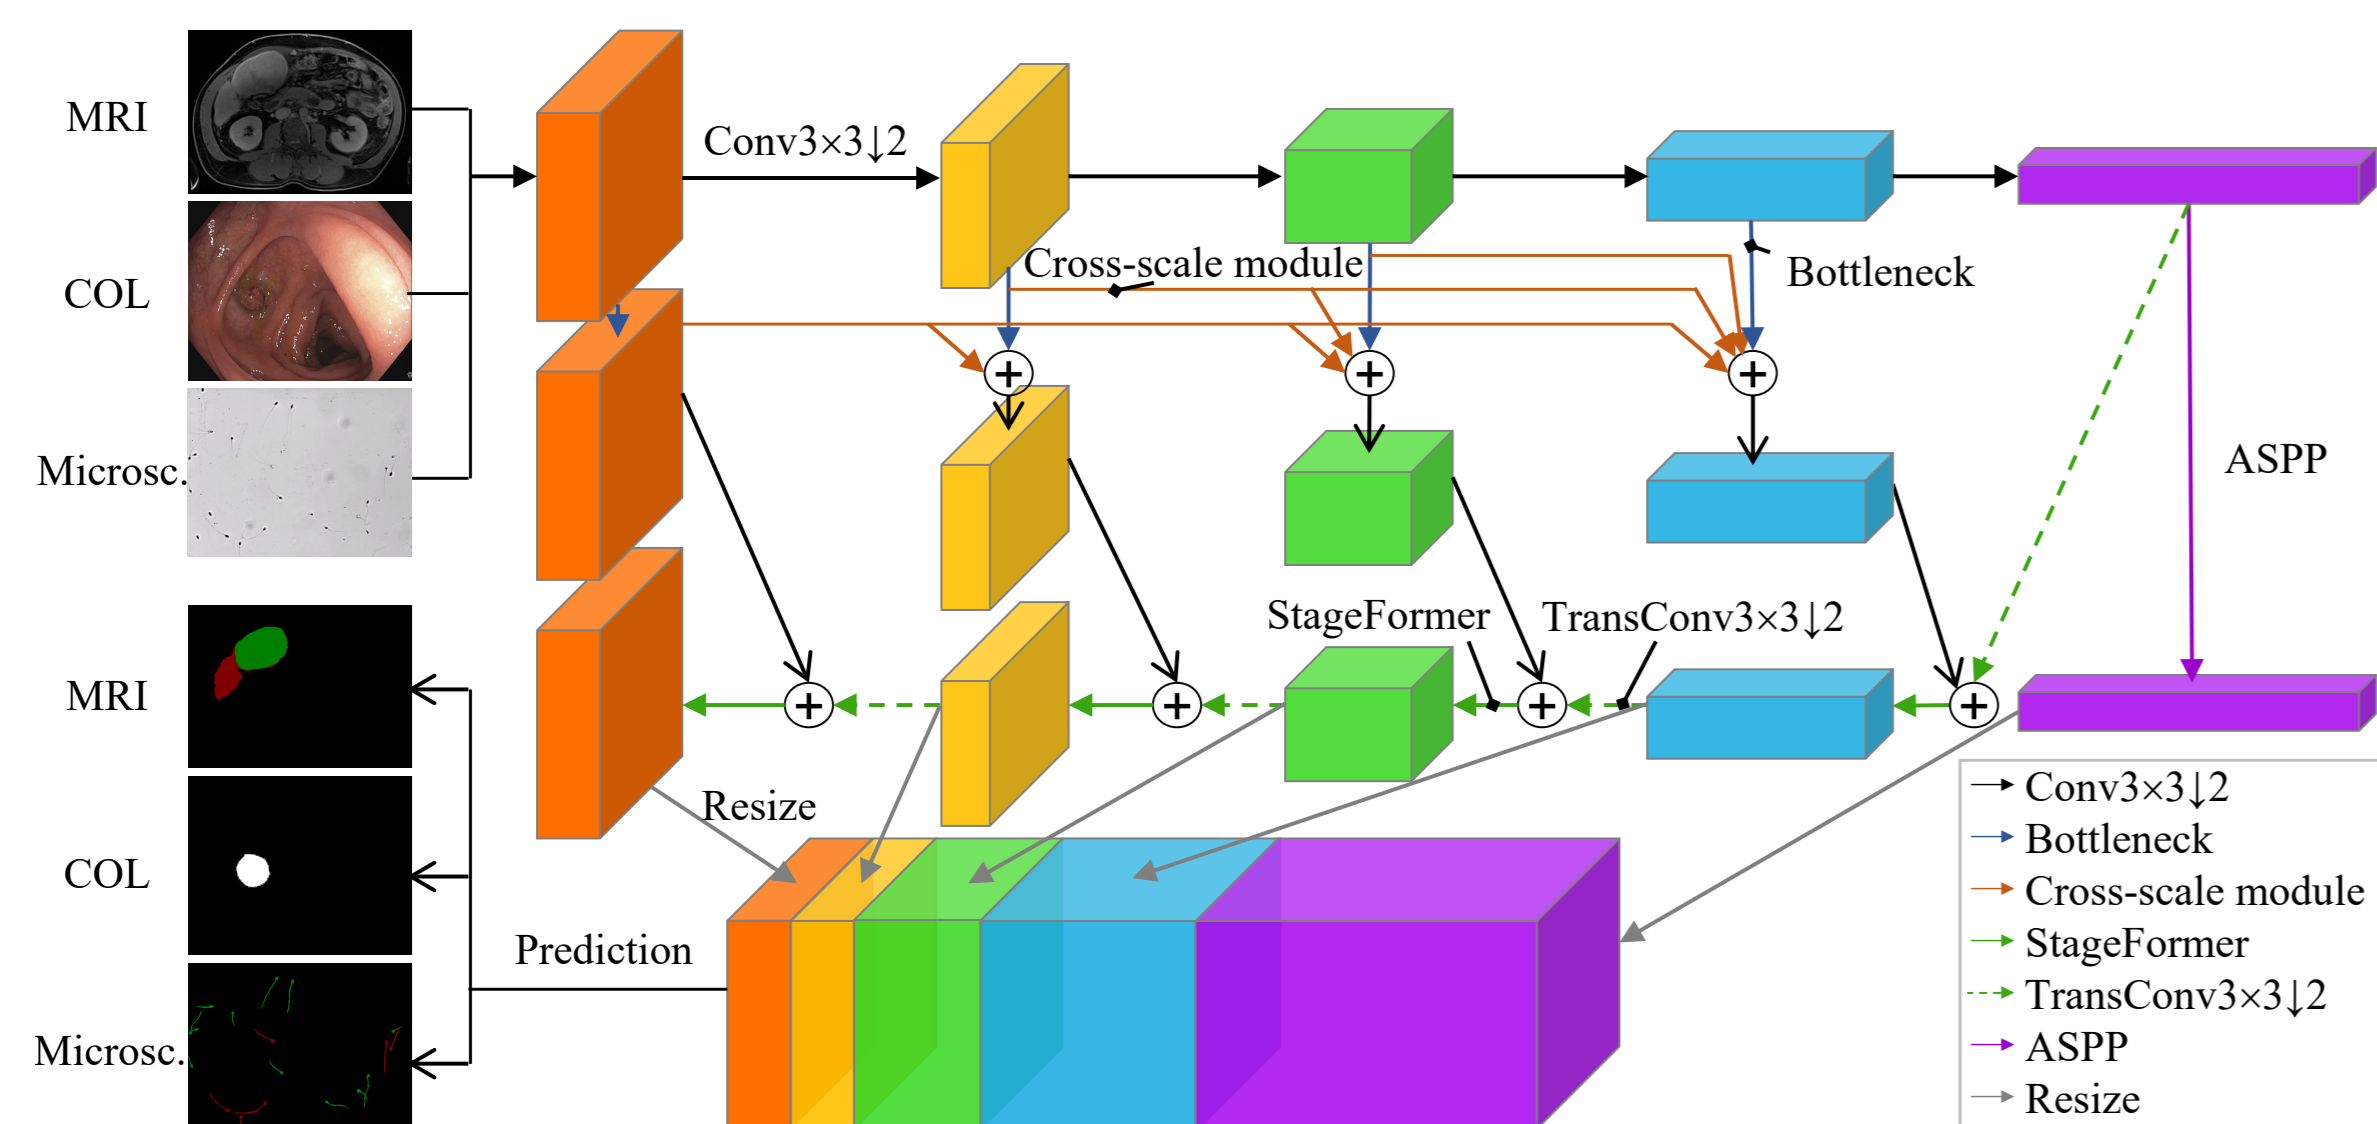 MRI
Conv3×3↓2
Cross-scale module
Bottleneck
COL
Microsc.
ASPP
StageFormer
TransConv3×3↓2
MRI
Resize
COL
Prediction
Microsc.
Conv3×3↓2
Bottleneck
Cross-scale module
StageFormer
TransConv3×3↓2
ASPP
Resize